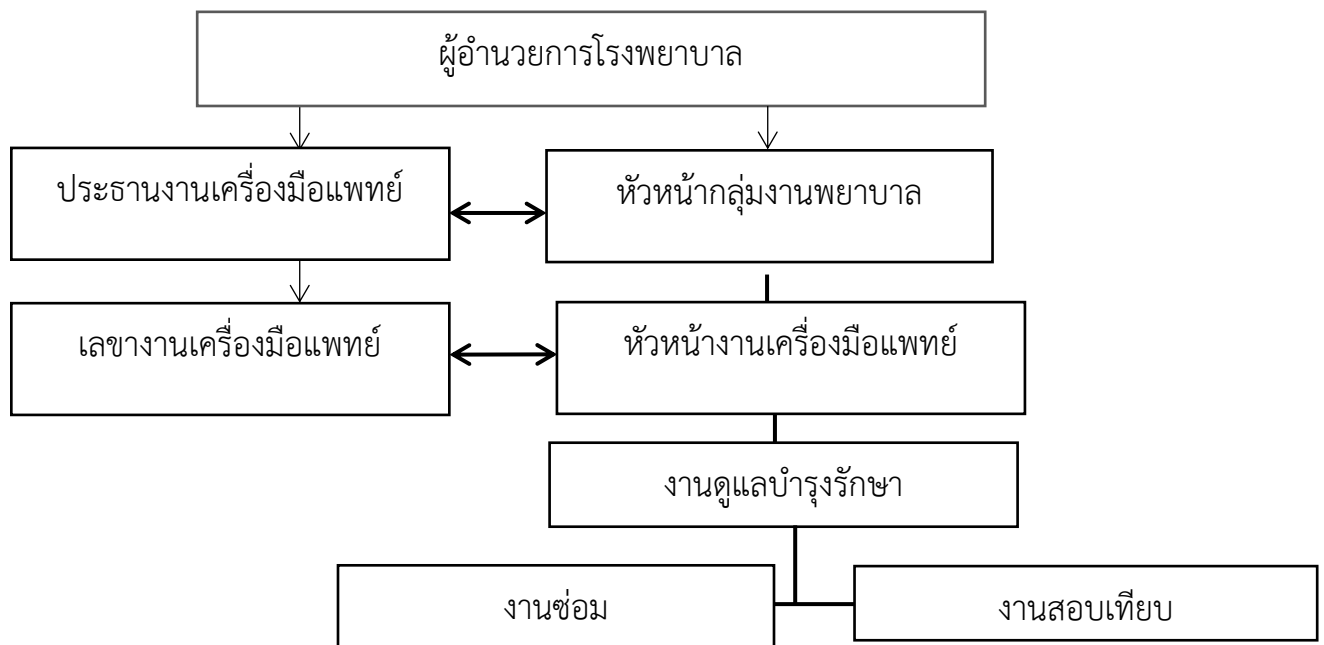 ผู้อำนวยการโรงพยาบาล
ประธานงานเครื่องมือแพทย์
หัวหน้ากลุ่มงานพยาบาล
เลขางานเครื่องมือแพทย์
หัวหน้างานเครื่องมือแพทย์
งานดูแลบำรุงรักษา
งานซ่อม
งานสอบเทียบ